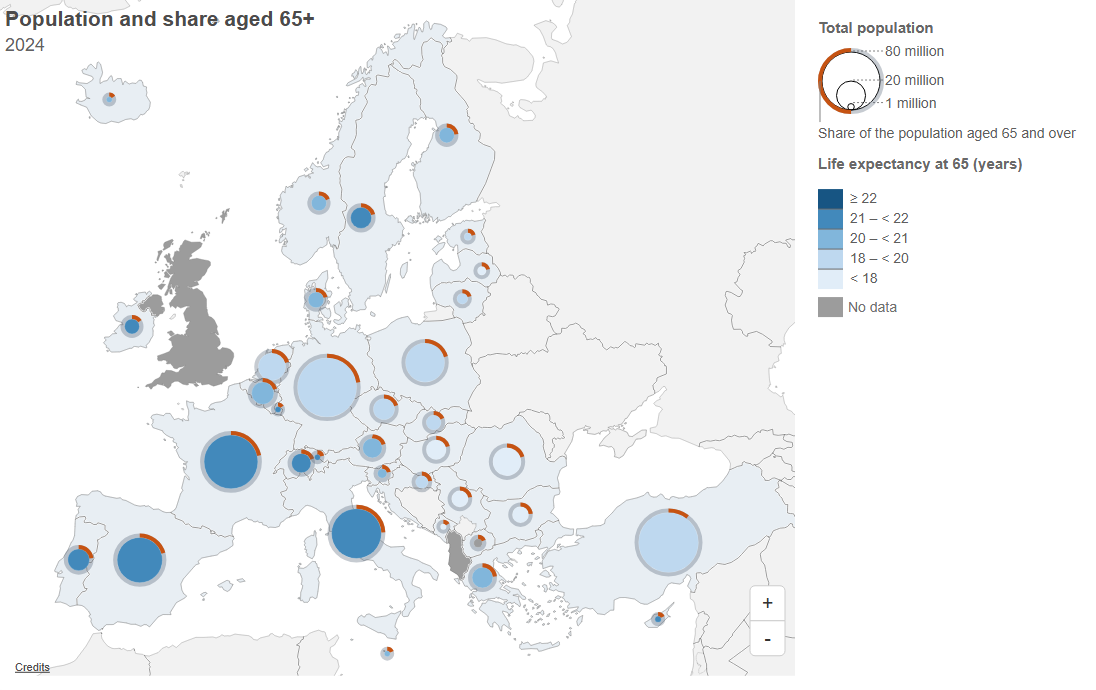 Population and share aged 65+
2024
Total population
80 million
20 million
1 million
Share of the population aged 65 and over
Life expectancy at 65 (years)
≥ 22
21 – < 22
20 – < 21
18 – < 20
< 18
No data
+
-
Credits